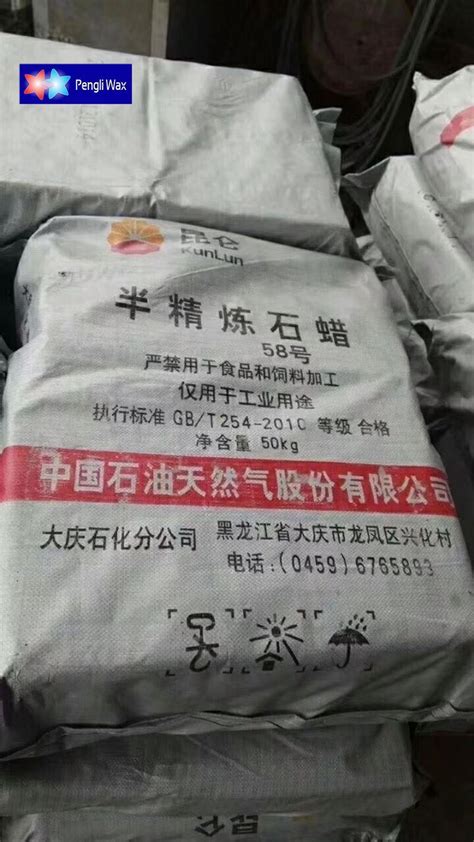 Pengli Wax
昆仑
KunLun
半精炼石蜡
58号
严禁用于食品和饲料加工
仅用于工业用途
执行标准 GB/T254-2010 等级 合格
净含量 50kg
中国石油天然气股份有限公司
大庆石化分公司
黑龙江省大庆市龙凤区兴化村
电话:(0459)6765893